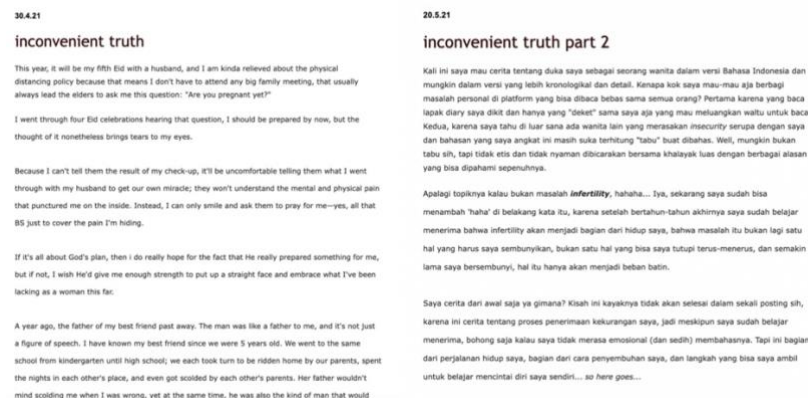 30.4.21
inconvenient truth
This year, it will be my fifth Eid with a husband, and I am kinda relieved about the physical
distancing policy because that means I don't have to attend any big family meeting, that usually
always lead the elders to ask me this question: "Are you pregnant yet?"
I went through four Eid celebrations hearing that question, I should be prepared by now, but the
thought of it nonetheless brings tears to my eyes.
Because I can't tell them the result of my check-up, it'll be uncomfortable telling them what I went
through with my husband to get our own miracle; they won't understand the mental and physical pain
that punctured me on the inside. Instead, I can only smile and ask them to pray for me—yes, all that
BS just to cover the pain I'm hiding.
If it's all about God's plan, then i do really hope for the fact that He really prepared something for me,
but if not, I wish He'd give me enough strength to put up a straight face and embrace what I've been
lacking as a woman this far.
A year ago, the father of my best friend past away. The man was like a father to me, and it's not just
a figure of speech. I have known my best friend since we were 5 years old. We went to the same
school from kindergarten until high school; we each took turn to be ridden home by our parents, spent
the nights in each other's place, and even got scolded by each other's parents. Her father wouldn't
mind scolding me when I was wrong, yet at the same time, he was also the kind of man that would
20.5.21
inconvenient truth part 2
Kali ini saya mau cerita tentang duka saya sebagai seorang wanita dalam versi Bahasa Indonesia dan
mungkin dalam versi yang lebih kronologikal dan detail. Kenapa kok saya mau-mau aja berbagi
masalah personal di platform yang bisa dibaca bebas sama semua orang? Pertama karena yang baca
lapak diary saya dikit dan hanya yang "deket" sama saya aja yang mau meluangkan waltu untuk baca
Kedua, karena saya tahu di luar sana ada wanita lain yang merasakan insecurity serupa dengan saya
dan bahasan yang saya angkat ini masih suka terhitung "tabu" buat dibahas. Well, mungkin bukan
tabu sih, tapi tidak etis dan tidak nyaman dibicarakan bersama khalayak luas dengan berbagai alasan
yang bisa dipahami sepenuhnya.
Apalagi topiknya kalau bukan masalah infertility, hahaha... Iya, sekarang saya sudah bisa
menambah 'haha' di belakang kata itu, karena setelah bertahun-tahun akhirnya saya sudah belajar
menerima bahwa infertility akan menjadi bagian dari hidup saya, bahwa masalah itu bukan lagi satu
hal yang harus saya sembunyikan, bukan satu hal yang bisa saya tutupi terus-menerus, dan semakin
lama saya bersembunyi, hal itu hanya akan menjadi beban batin.
Saya cerita dari awal saja ya gimana? Kisah ini kayaknya tidak akan selesai dalam sekali posting sih,
karena ini cerita tentang proses penerimaan kekurangan saya, jadi meskipun saya sudah belajar
menerima, bohong saja kalau saya tidak merasa emosional (dan sedih) membahasnya. Tapi ini bagian
dari perjalanan hidup saya, bagian dari cara penyembuhan saya, dan langkah yang bisa saya ambil
untuk belajar mencintai diri saya sendiri... so here goes...